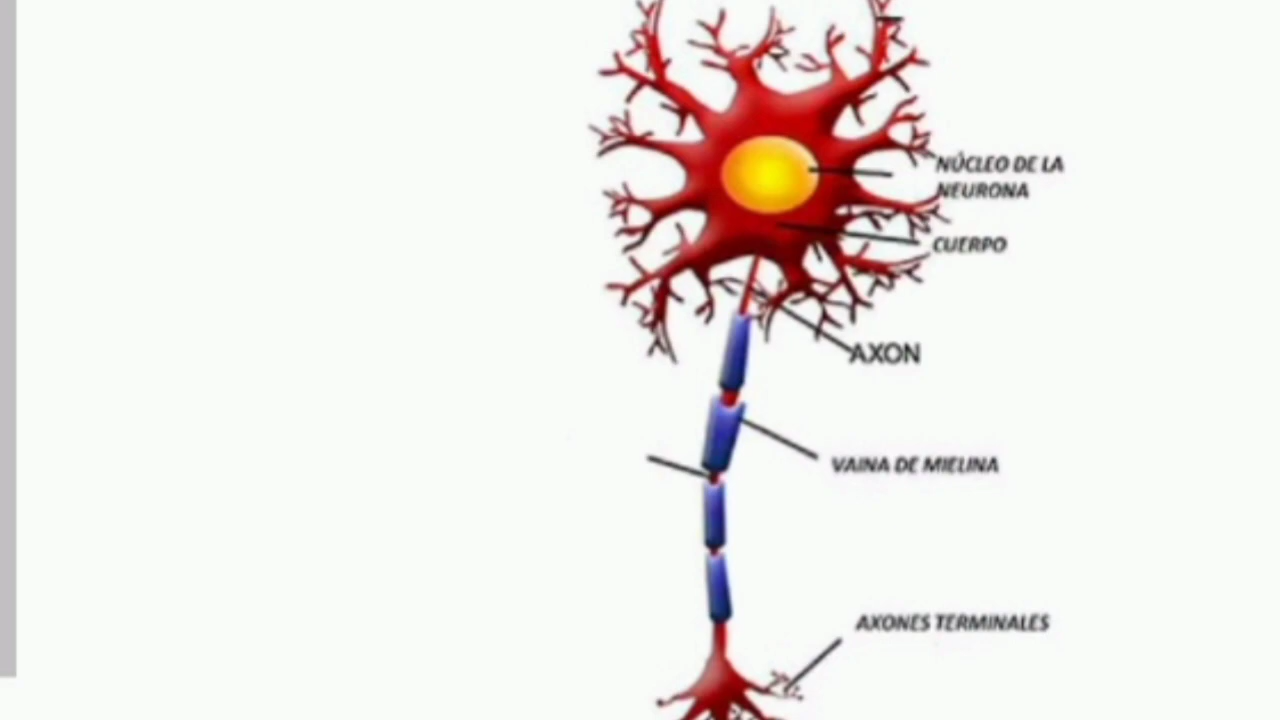 NÚCLEO DE LA
NEURONA
CUERPO
AXON
VAINA DE MIELINA
AXONES TERMINALES